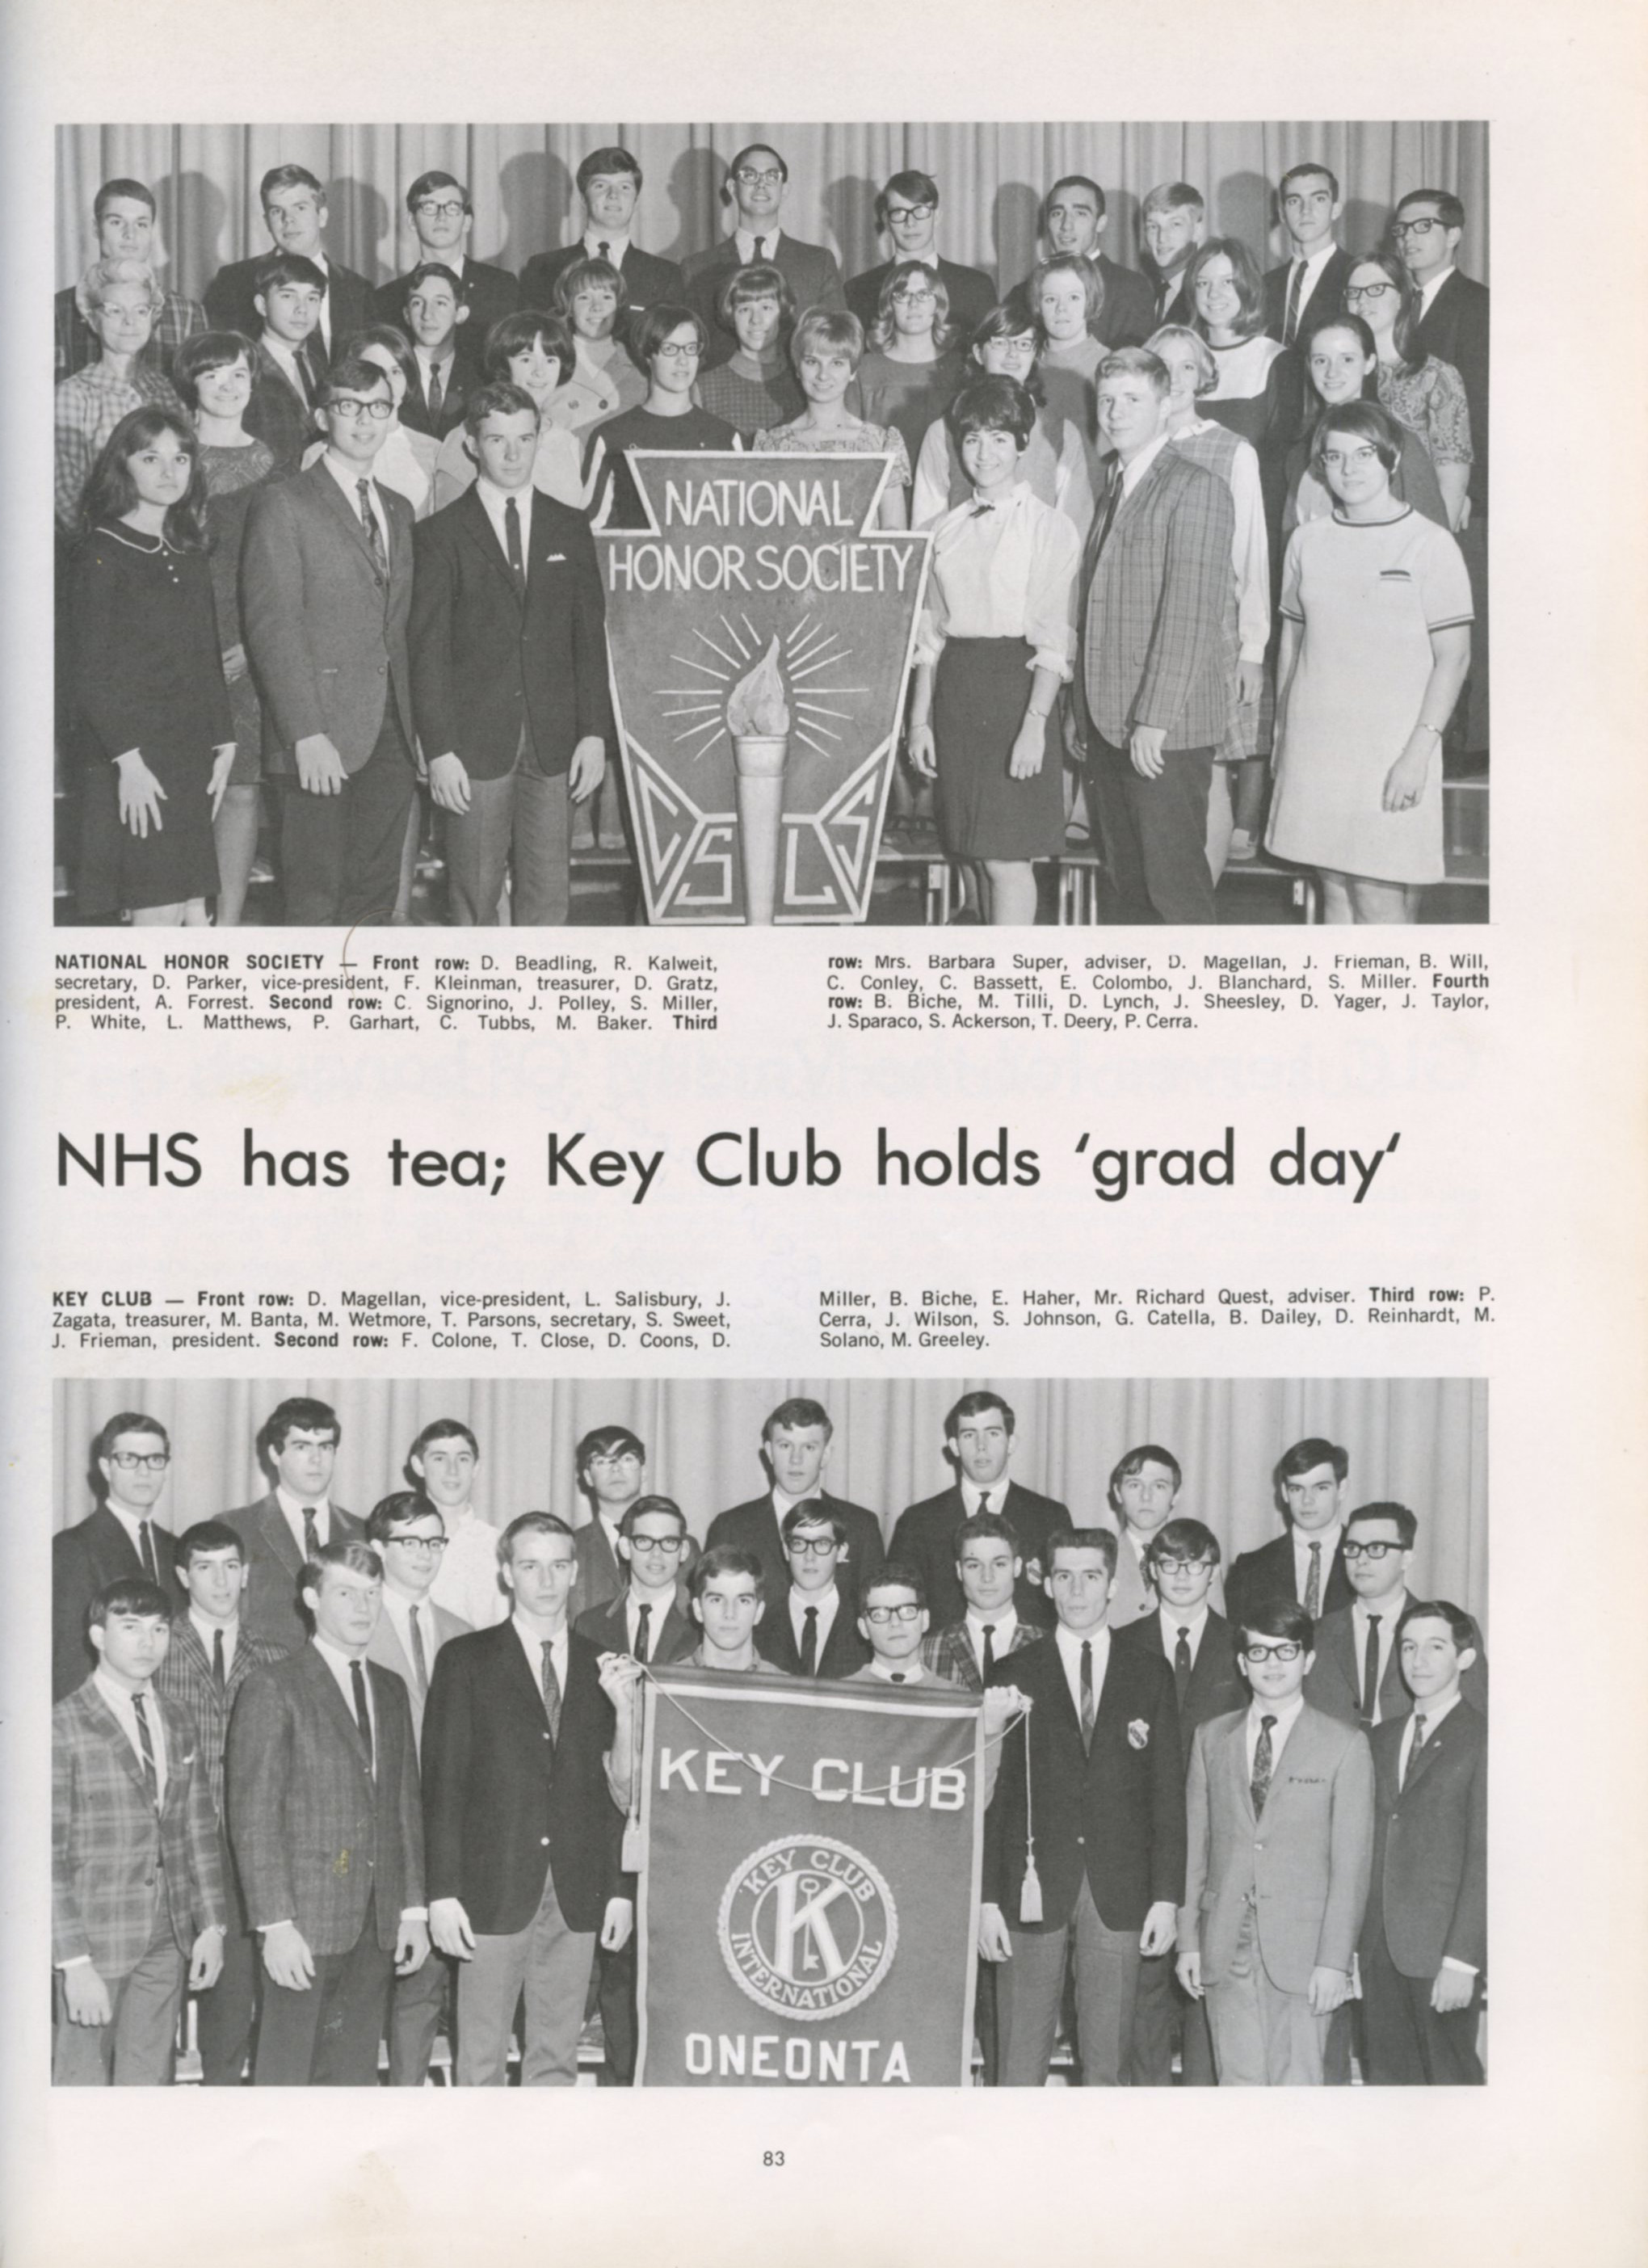 NATIONAL
HONOR SOCIETY
C S L S
NATIONAL HONOR SOCIETY — Front row: D. Beadling, R. Kalweit,
secretary, D. Parker, vice-president, F. Kleinman, treasurer, D. Gratz,
president, A. Forrest. Second row: C. Signorino, J. Polley, S. Miller,
P. White, L. Matthews, P. Garhart, C. Tubbs, M. Baker. Third
row: Mrs. Barbara Super, adviser, D. Magellan, J. Frieman, B. Will,
C. Conley, C. Bassett, E. Colombo, J. Blanchard, S. Miller. Fourth
row: B. Biche, M. Tilli, D. Lynch, J. Sheesley, D. Yager, J. Taylor,
J. Sparaco, S. Ackerson, T. Deery, P. Cerra.
NHS has tea; Key Club holds ‘grad day‘
KEY CLUB — Front row: D. Magellan, vice-president, L. Salisbury, J.
Zagata, treasurer, M. Banta, M. Wetmore, T. Parsons, secretary, S. Sweet,
J. Frieman, president. Second row: F. Colone, T. Close, D. Coons, D.
Miller, B. Biche, E. Haher, Mr. Richard Quest, adviser. Third row: P.
Cerra, J. Wilson, S. Johnson, G. Catella, B. Dailey, D. Reinhardt, M.
Solano, M. Greeley.
KEY CLUB
KEY CLUB
K
INTERNATIONAL
ONEONTA
83